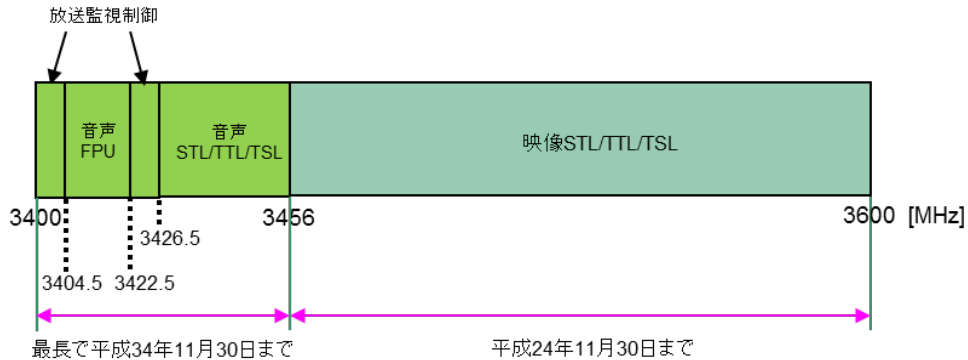 放送監視制御
音声
FPU
音声
STL/TTL/TSL
映像STL/TTL/TSL
3400
3456
3600 [MHz]
3426.5
3404.5
3422.5
最長で平成34年11月30日まで
平成24年11月30日まで